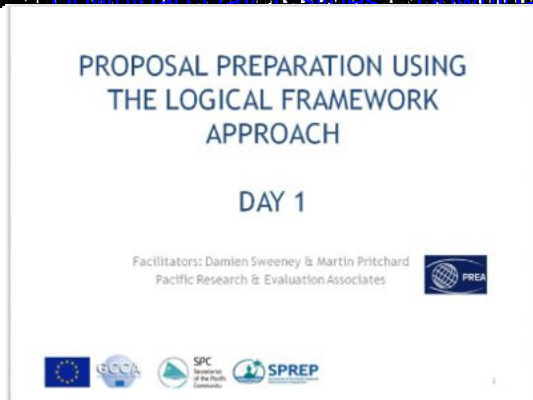 PROPOSAL PREPARATION USING
THE LOGICAL FRAMEWORK
APPROACH
DAY 1
Facilitators: Damien Sweeney & Martin Pritchard
Pacific Research & Evaluation Associates
PREA
GCCA
SPC
Secretariat
of the Pacific
Community
SPREP
1